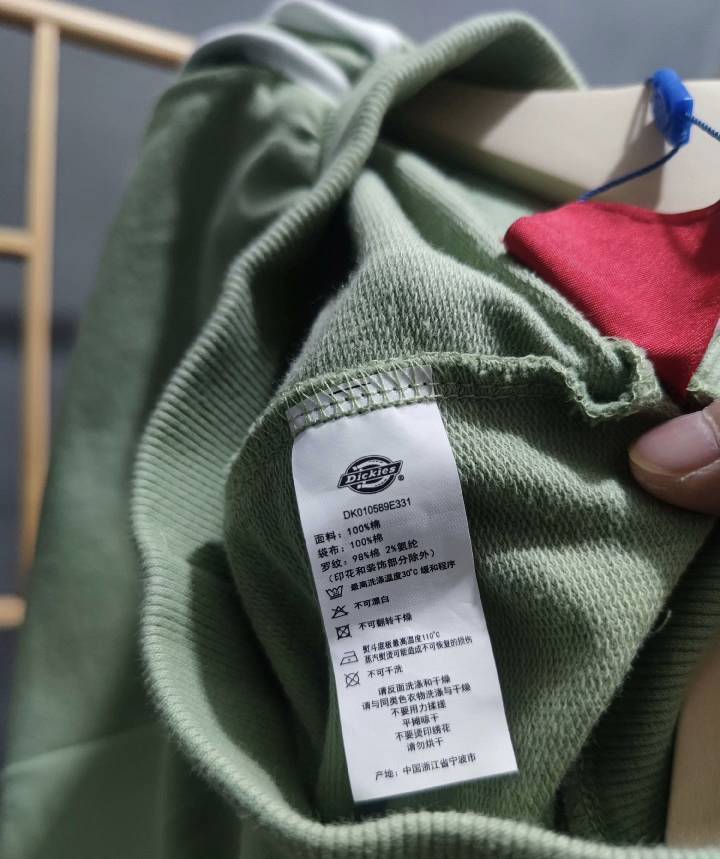 Dickies
DK010589E331
面料：100%棉
袋布：100%棉
罗纹：98%棉 2%氨纶
（印花和装饰部分除外）
最高洗涤温度30℃ 缓和程序
不可漂白
不可翻转干燥
熨斗底板最高温度110℃
蒸汽熨烫可能造成不可恢复的损伤
不可干洗
请反面洗涤和干燥
请与同类色衣物洗涤与干燥
不要用力揉搓
平摊晾干
不要烫印绣花
请勿烘干
产地：中国浙江省宁波市